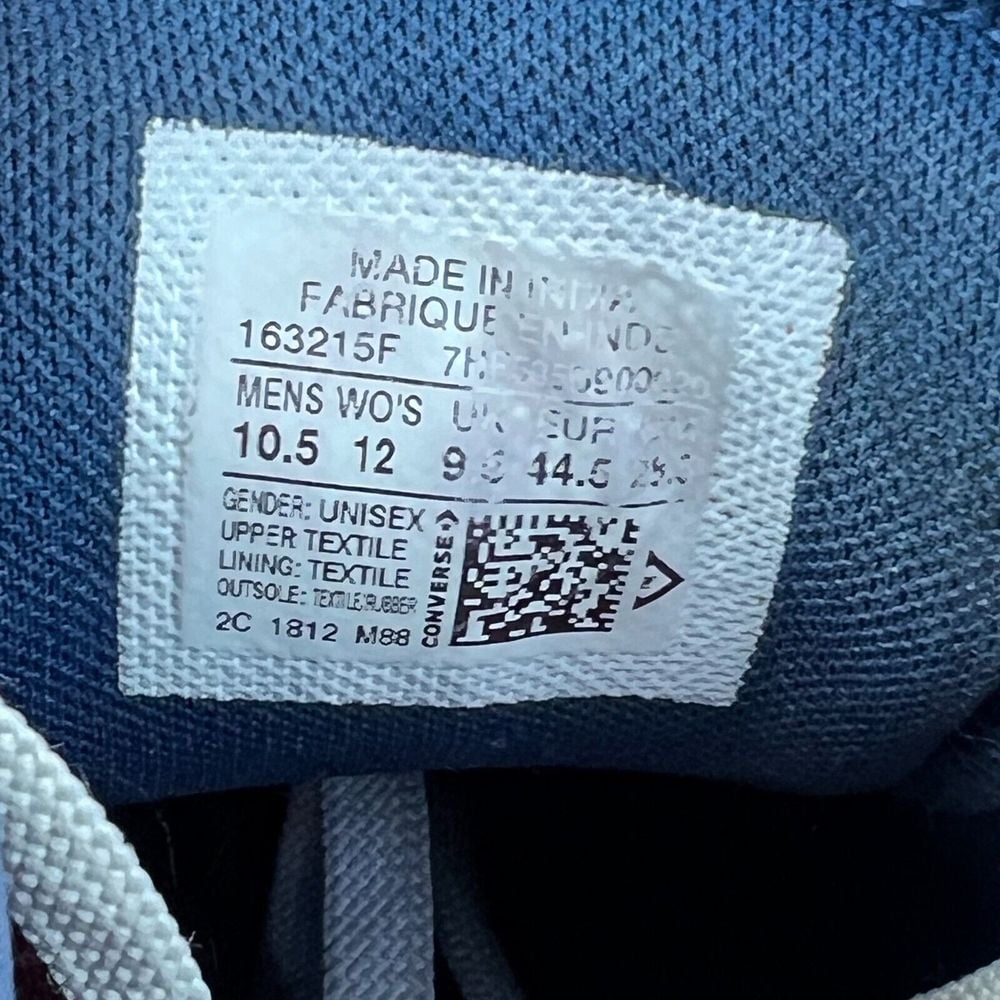 MADE IN INDIA
FABRIQUE EN INDE
163215F
MENS WO'S UK EUR
10.5 12 44.5
GENDER: UNISEX
UPPER TEXTILE
LINING: TEXTILE
OUTSOLE: TEXTILE/RUBBER
2C 1812 M88
CONVERSE